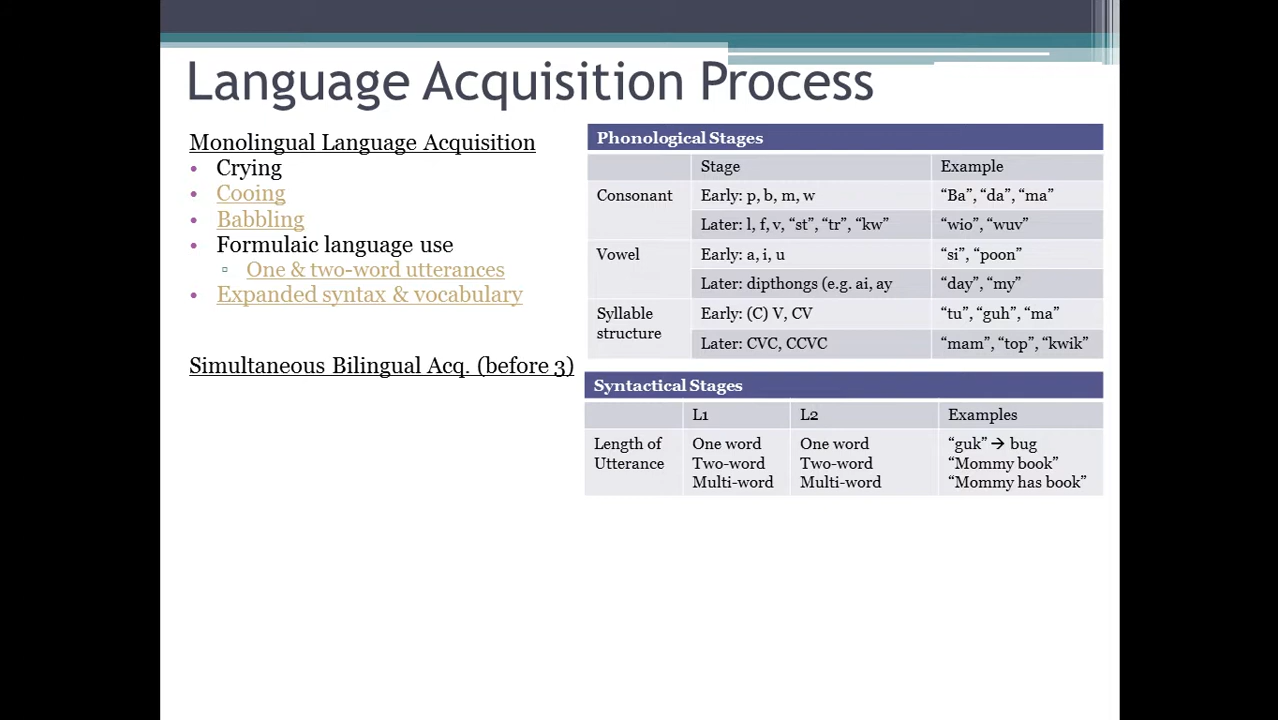 Language Acquisition Process
Monolingual Language Acquisition
• Crying
• Cooing
• Babbling
• Formulaic language use
▫ One & two-word utterances
• Expanded syntax & vocabulary
Simultaneous Bilingual Acq. (before 3)
Phonological Stages
Stage Example
Consonant Early: p, b, m, w “Ba”, “da”, “ma”
Later: l, f, v, “st”, “tr”, “kw” “wio”, “wuv”
Vowel Early: a, i, u “si”, “poon”
Later: dipthongs (e.g. ai, ay “day”, “my”
Syllable structure Early: (C) V, CV “tu”, “guh”, “ma”
Later: CVC, CCVC “mam”, “top”, “kwik”
Syntactical Stages
L1 L2 Examples
Length of One word One word “guk” → bug
Utterance Two-word Two-word “Mommy book”
Multi-word Multi-word “Mommy has book”